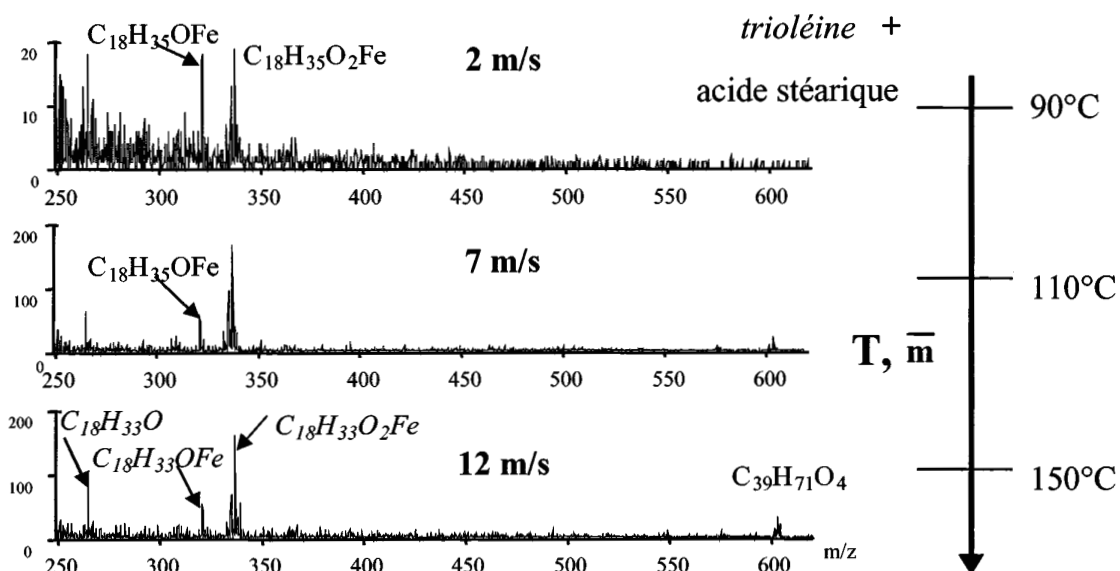 C18H35OFe
C18H35O2Fe
2 m/s
trioléine +
acide stéarique
20
10
0
250 300 350 400 450 500 550 600
90°C
200
100
0
C18H35OFe
7 m/s
250 300 350 400 450 500 550 600
110°C
T, m̅
200
100
0
C18H33O
C18H33OFe
C18H33O2Fe
12 m/s
C39H71O4
150°C
250 300 350 400 450 500 550 600 m/z